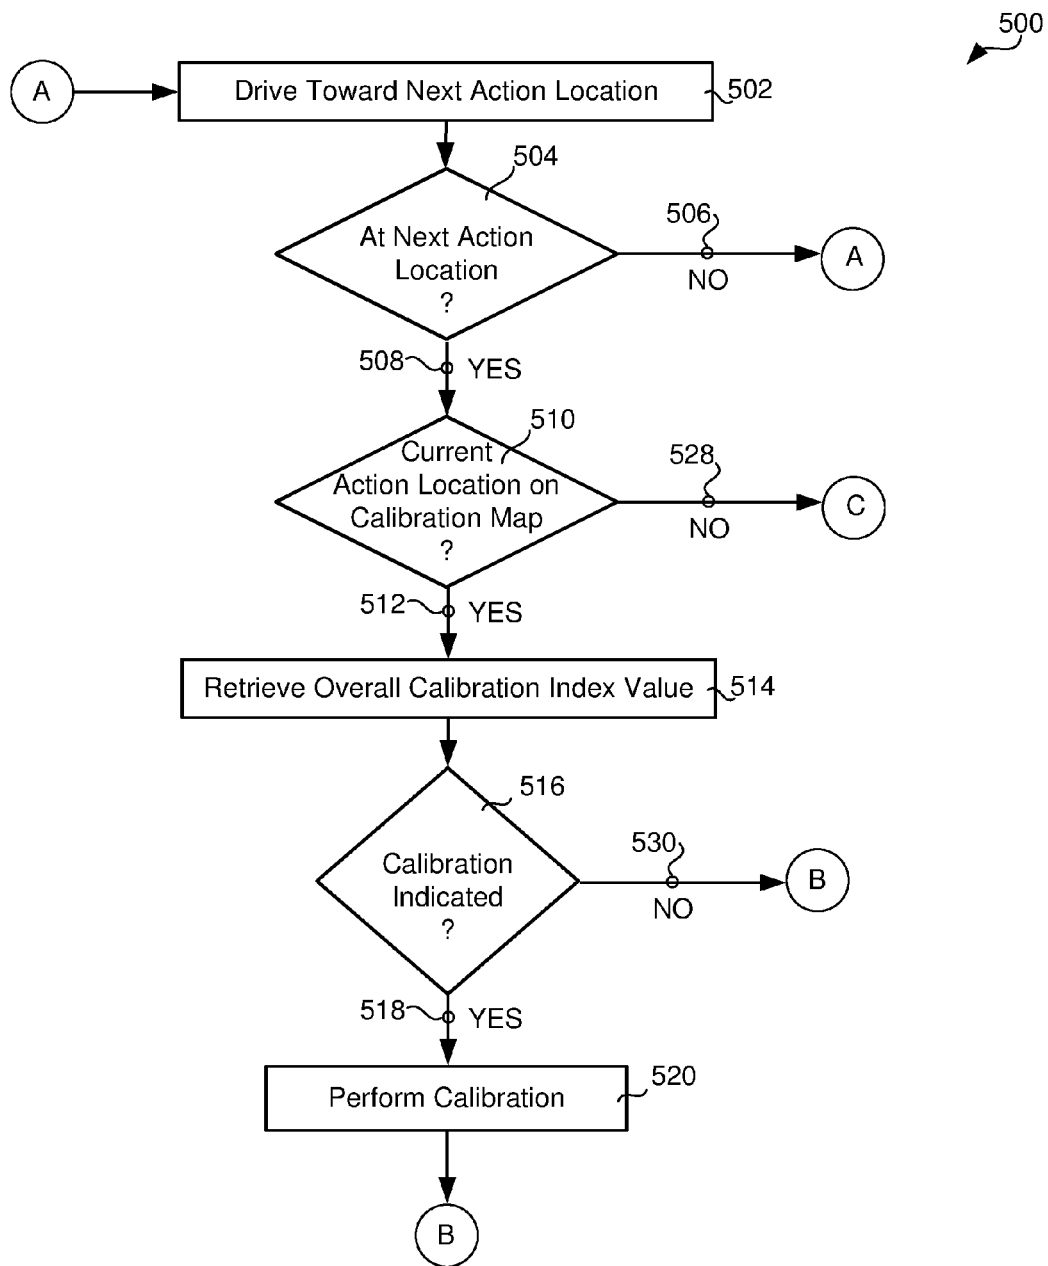 500
A
Drive Toward Next Action Location
502
504
At Next Action
Location
?
506
NO
A
508
YES
510
Current
Action Location on
Calibration Map
?
528
NO
C
512
YES
Retrieve Overall Calibration Index Value
514
516
Calibration
Indicated
?
530
NO
B
518
YES
Perform Calibration
520
B